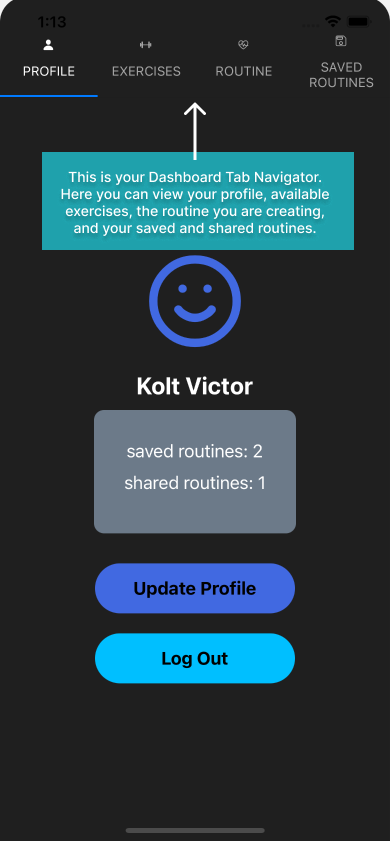 1:13
PROFILE
EXERCISES
ROUTINE
SAVED
ROUTINES
This is your Dashboard Tab Navigator.
Here you can view your profile, available
exercises, the routine you are creating,
and your saved and shared routines.
Kolt Victor
saved routines: 2
shared routines: 1
Update Profile
Log Out